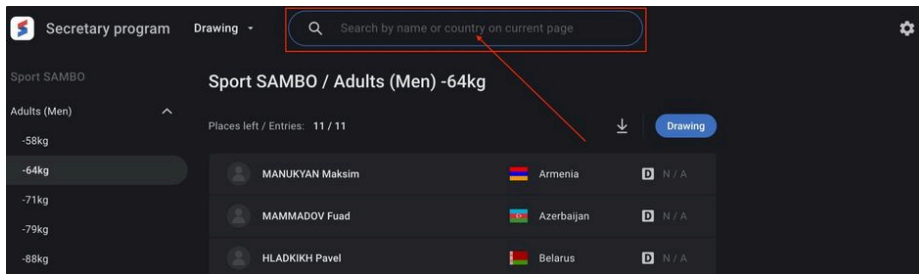 Secretary program
Drawing
Search by name or country on current page
Sport SAMBO
Adults (Men)
-58kg
-64kg
-71kg
-79kg
-88kg
Sport SAMBO / Adults (Men) -64kg
Places left / Entries: 11 / 11
Drawing
MANUKYAN Maksim Armenia D N / A
MAMMADOV Fuad Azerbaijan D N / A
HLADKIKH Pavel Belarus D N / A